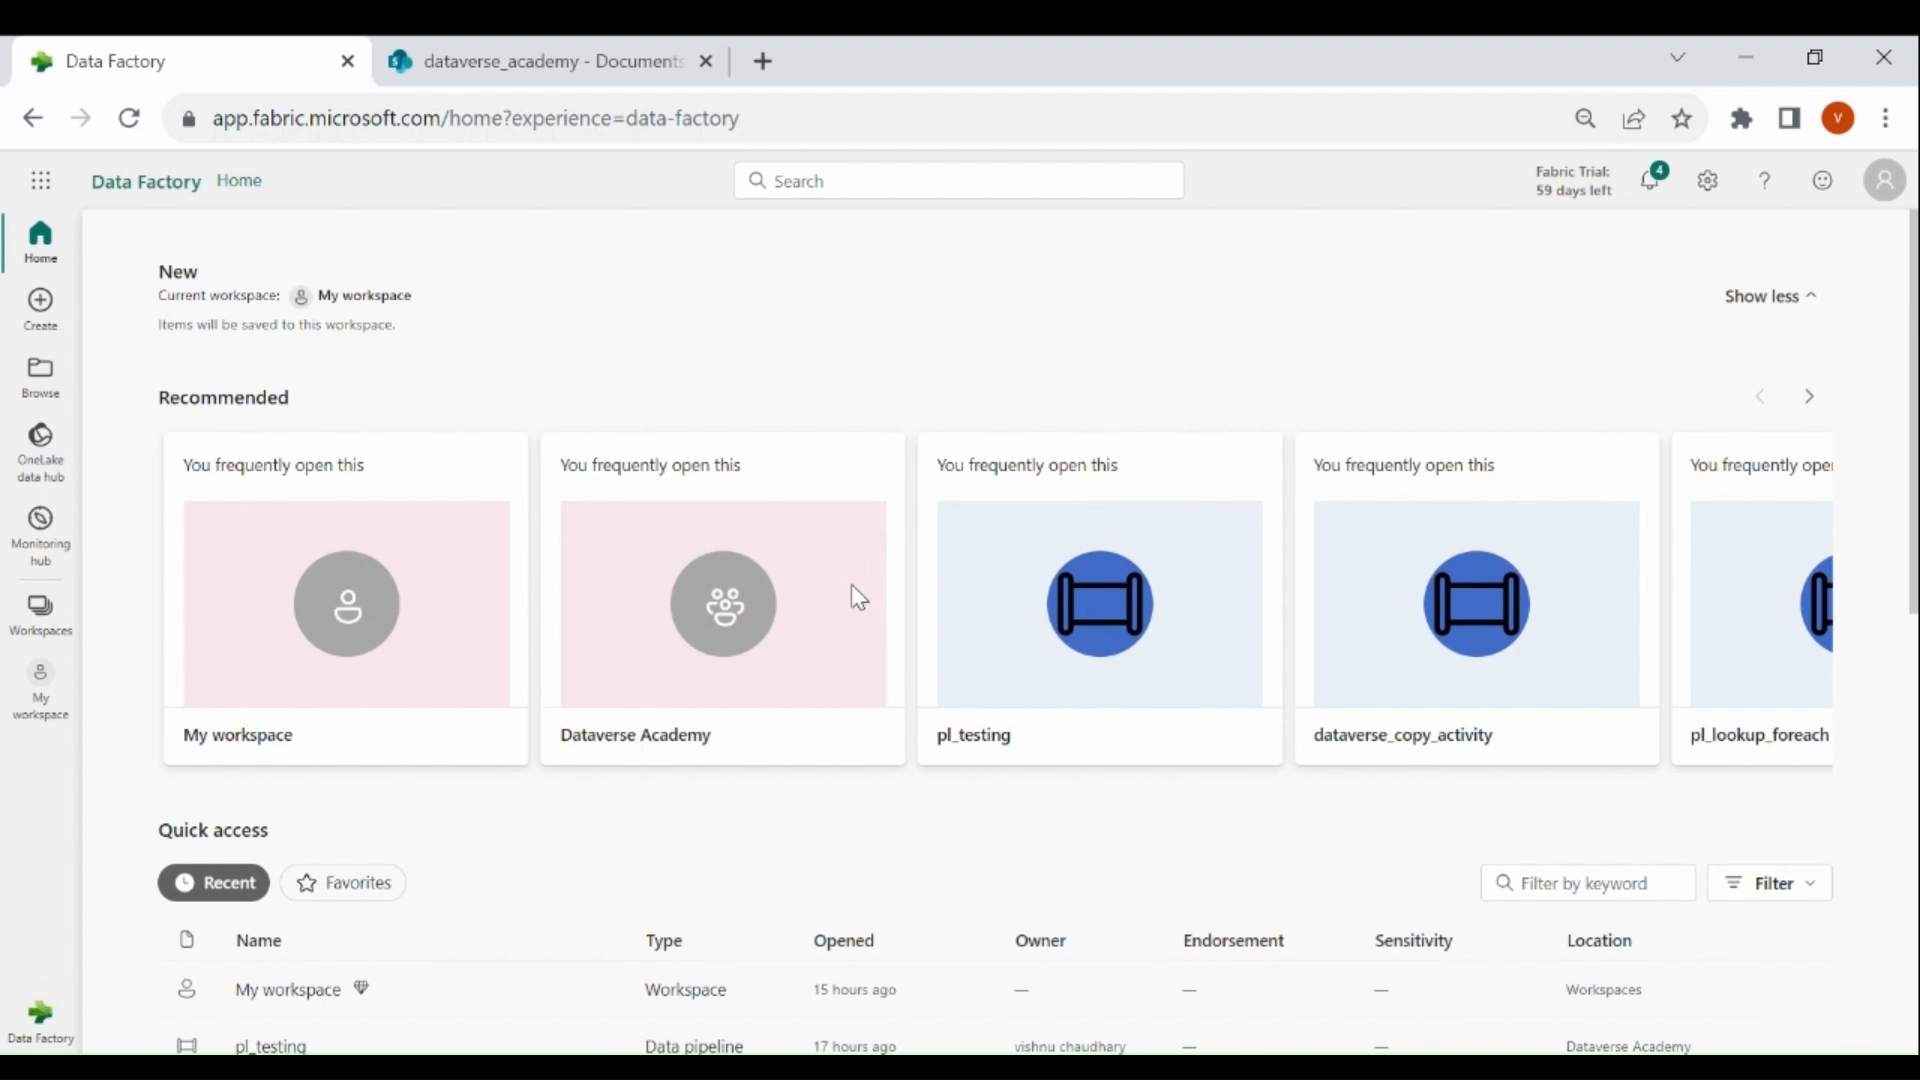 Data Factory
dataverse_academy - Documents
app.fabric.microsoft.com/home?experience=data-factory
V
Data Factory Home
Search
Fabric Trial:
59 days left
4
Home
Create
Browse
OneLake
data hub
Monitoring
hub
Workspaces
My
workspace
Data Factory
New
Current workspace: My workspace
Items will be saved to this workspace.
Show less
Recommended
You frequently open this
My workspace
You frequently open this
Dataverse Academy
You frequently open this
pl_testing
You frequently open this
dataverse_copy_activity
You frequently oper
pl_lookup_foreach
Quick access
Recent
Favorites
Filter by keyword
Filter
Name Type Opened Owner Endorsement Sensitivity Location
My workspace Workspace 15 hours ago — — — Workspaces
pl_testing Data pipeline 17 hours ago vishnu chaudhary — — Dataverse Academy